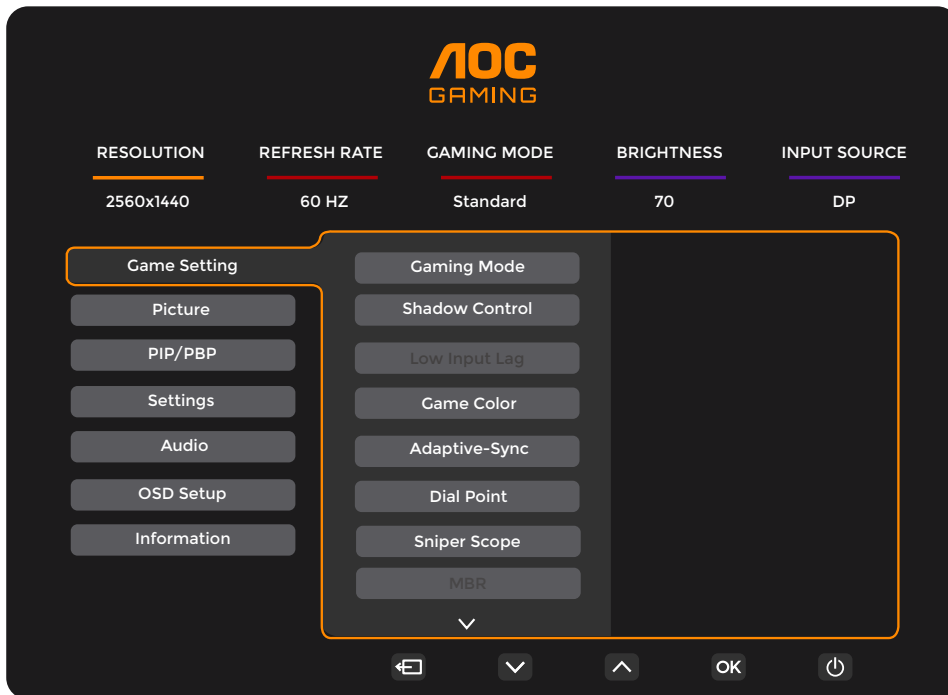 AOC
GAMING
RESOLUTION REFRESH RATE GAMING MODE BRIGHTNESS INPUT SOURCE
2560x1440 60 HZ Standard 70 DP
Game Setting
Picture
PIP/PBP
Settings
Audio
OSD Setup
Information
Gaming Mode
Shadow Control
Low Input Lag
Game Color
Adaptive-Sync
Dial Point
Sniper Scope
MBR
OK